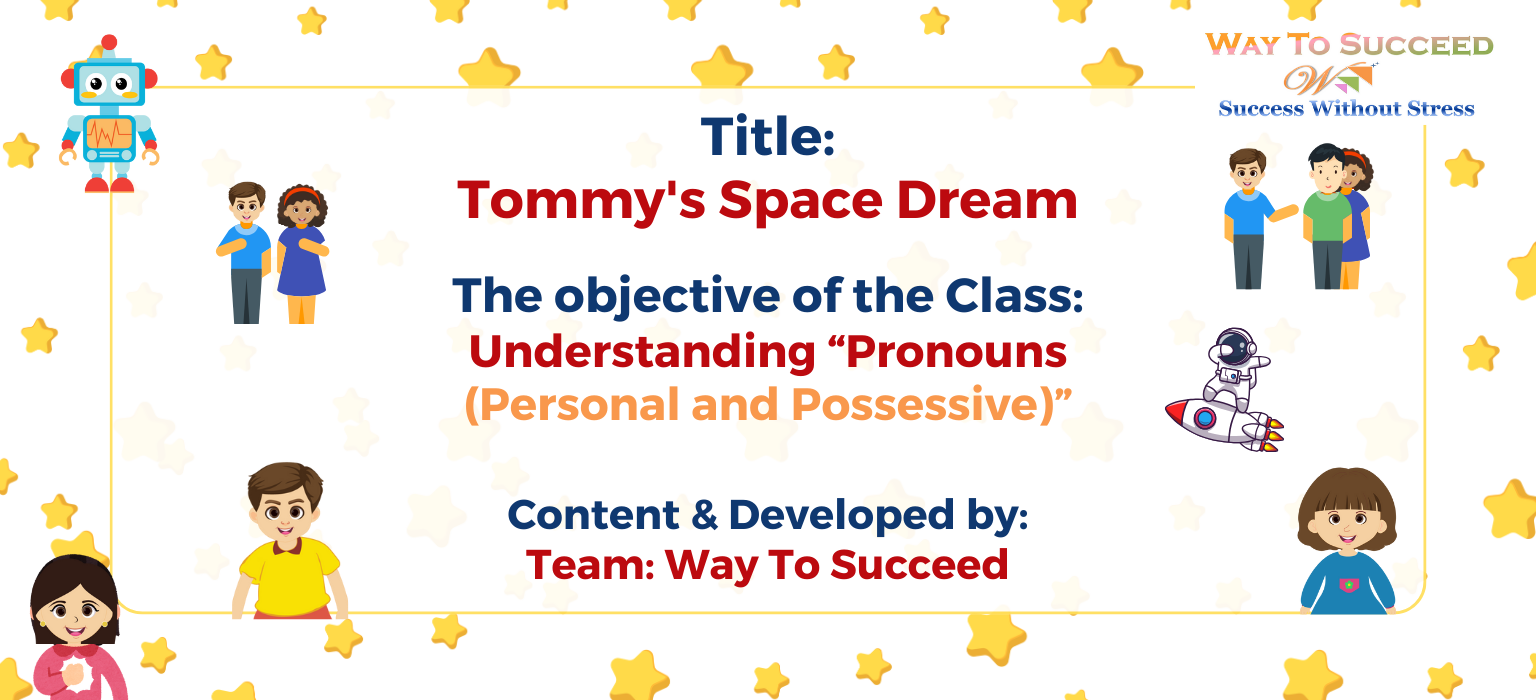 WAY TO SUCCEED
W
Success Without Stress
Title:
Tommy's Space Dream
The objective of the Class:
Understanding “Pronouns
(Personal and Possessive)”
Content & Developed by:
Team: Way To Succeed